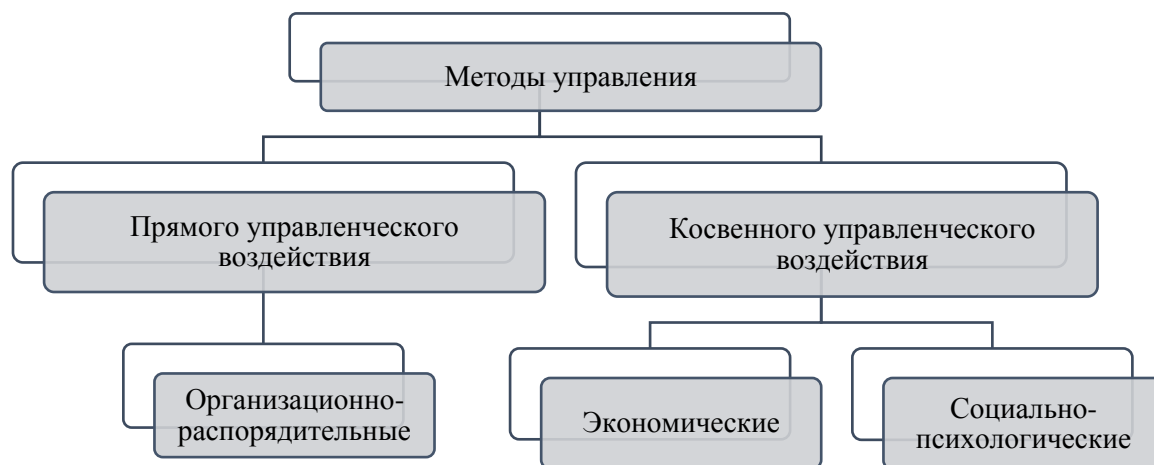 Методы управления
Прямого управленческого
воздействия
Косвенного управленческого
воздействия
Организационно-
распорядительные
Экономические
Социально-
психологические